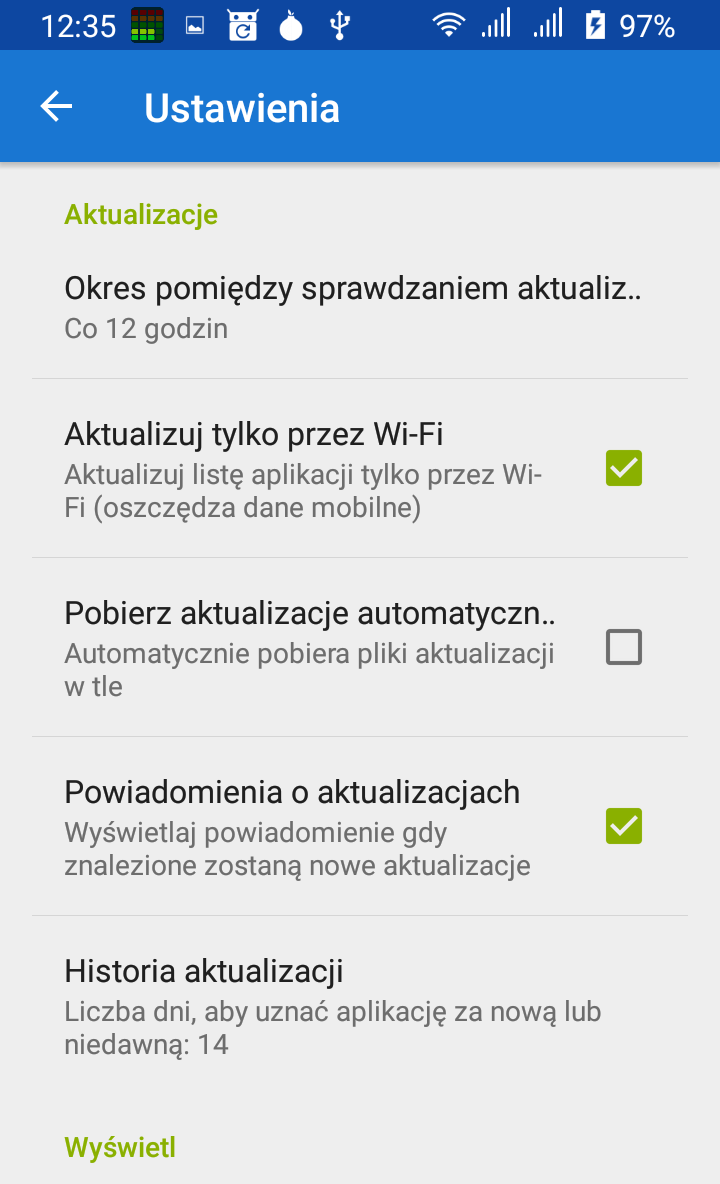 12:35
97%
Ustawienia
Aktualizacje
Okres pomiędzy sprawdzaniem aktualiz..
Co 12 godzin
Aktualizuj tylko przez Wi-Fi
Aktualizuj listę aplikacji tylko przez Wi-
Fi (oszczędza dane mobilne)
Pobierz aktualizacje automatyczn..
Automatycznie pobiera pliki aktualizacji
w tle
Powiadomienia o aktualizacjach
Wyświetlaj powiadomienie gdy
znalezione zostaną nowe aktualizacje
Historia aktualizacji
Liczba dni, aby uznać aplikację za nową lub
niedawną: 14
Wyświetl